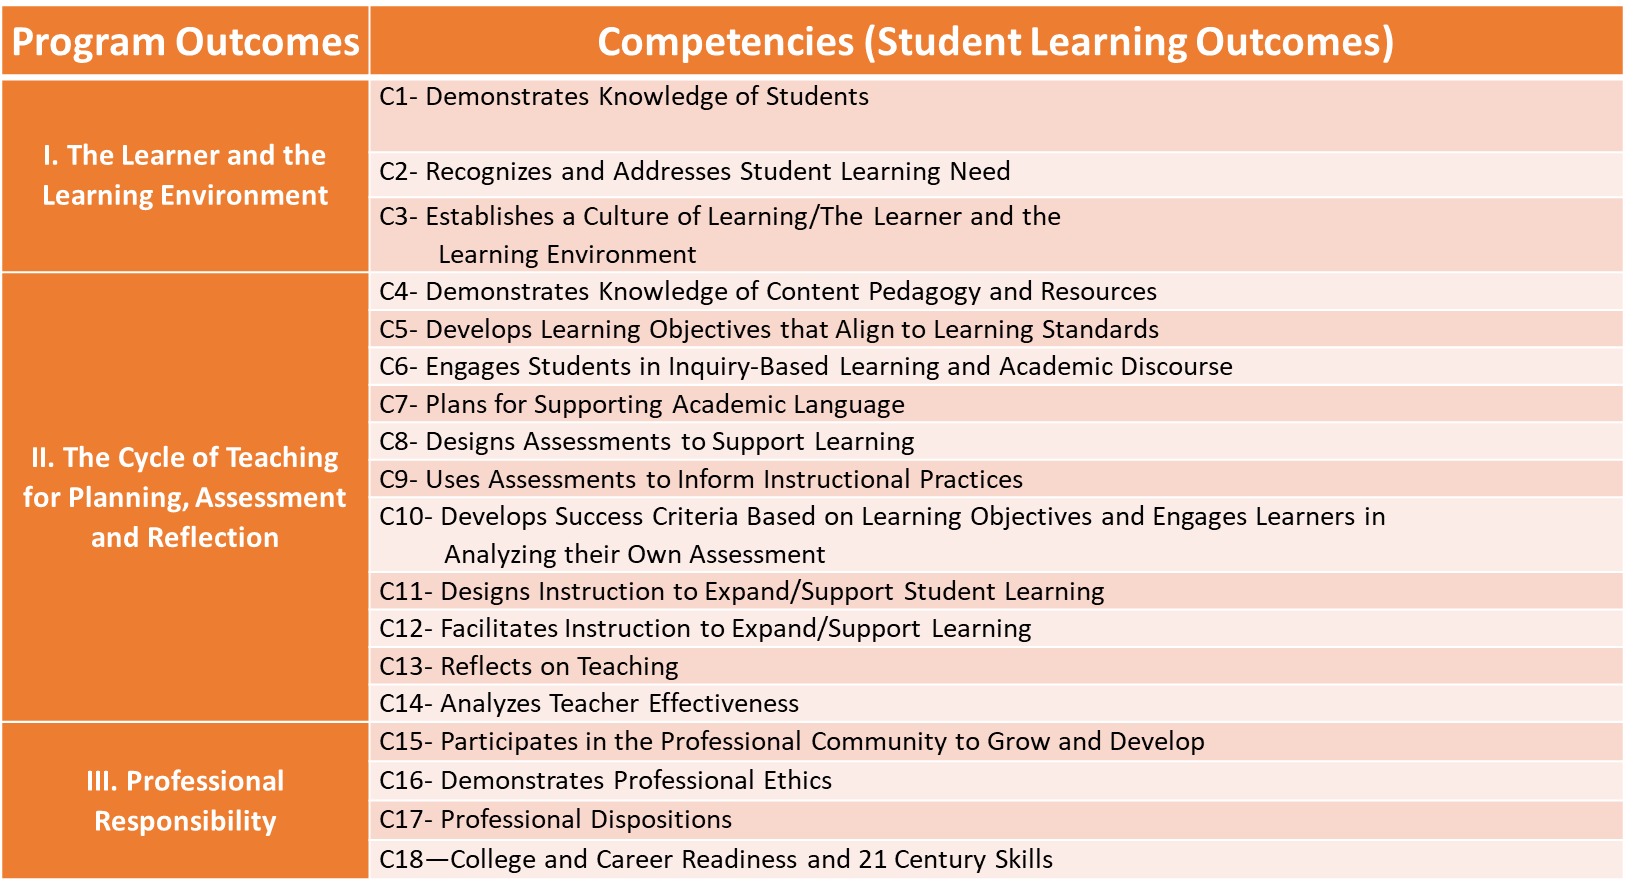 Program Outcomes
Competencies (Student Learning Outcomes)
I. The Learner and the
Learning Environment
C1- Demonstrates Knowledge of Students
C2- Recognizes and Addresses Student Learning Need
C3- Establishes a Culture of Learning/The Learner and the
Learning Environment
II. The Cycle of Teaching
for Planning, Assessment
and Reflection
C4- Demonstrates Knowledge of Content Pedagogy and Resources
C5- Develops Learning Objectives that Align to Learning Standards
C6- Engages Students in Inquiry-Based Learning and Academic Discourse
C7- Plans for Supporting Academic Language
C8- Designs Assessments to Support Learning
C9- Uses Assessments to Inform Instructional Practices
C10- Develops Success Criteria Based on Learning Objectives and Engages Learners in
Analyzing their Own Assessment
C11- Designs Instruction to Expand/Support Student Learning
C12- Facilitates Instruction to Expand/Support Learning
C13- Reflects on Teaching
C14- Analyzes Teacher Effectiveness
III. Professional
Responsibility
C15- Participates in the Professional Community to Grow and Develop
C16- Demonstrates Professional Ethics
C17- Professional Dispositions
C18—College and Career Readiness and 21 Century Skills